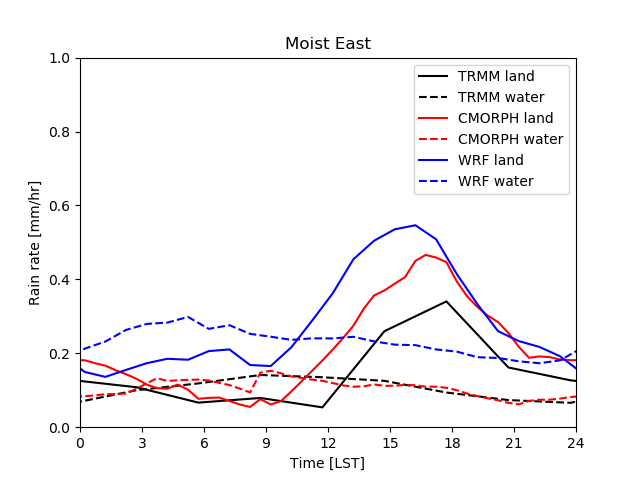 Moist East
1.0
0.8
0.6
0.4
0.2
0.0
Rain rate [mm/hr]
TRMM land
TRMM water
CMORPH land
CMORPH water
WRF land
WRF water
0 3 6 9 12 15 18 21 24
Time [LST]